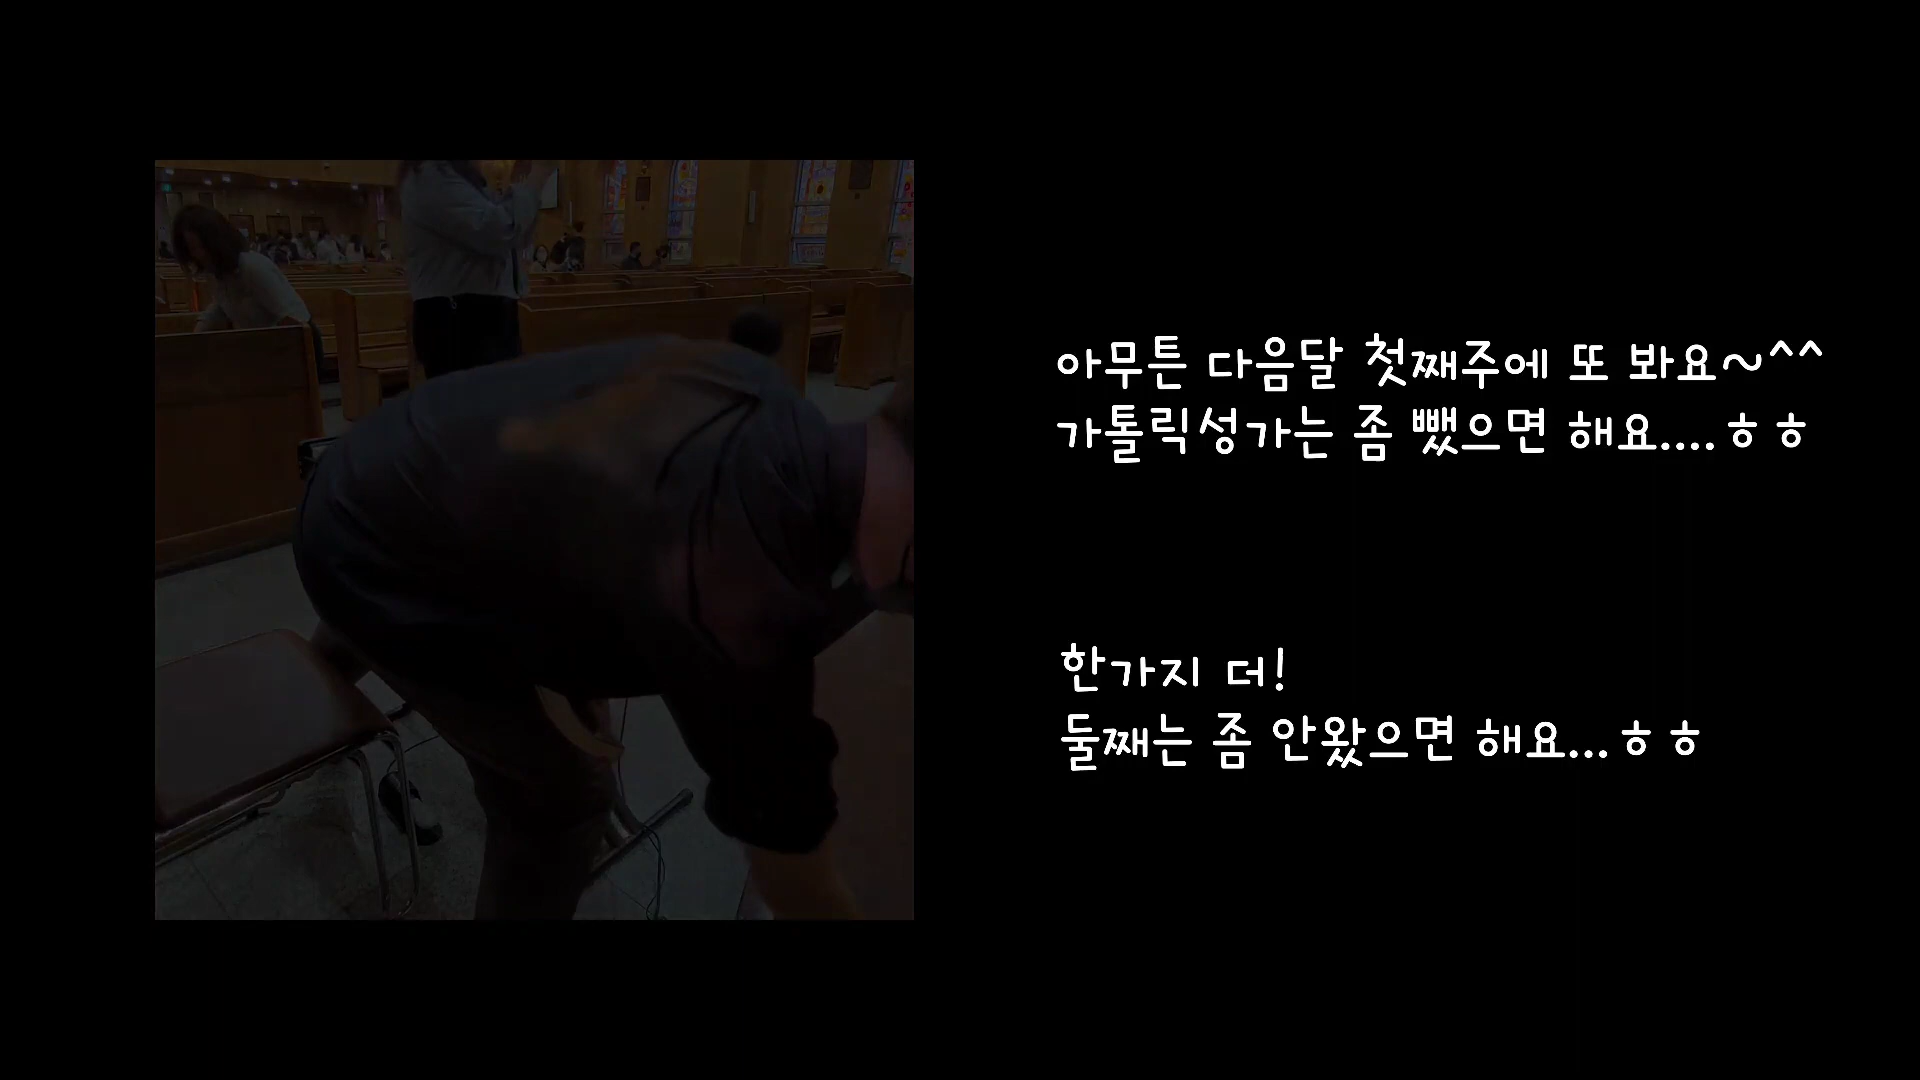 아무튼 다음달 첫째주에 또 봐요~^^
가톨릭성가는 좀 뺐으면 해요....ㅎㅎ
한가지 더!
둘째는 좀 안왔으면 해요...ㅎㅎ